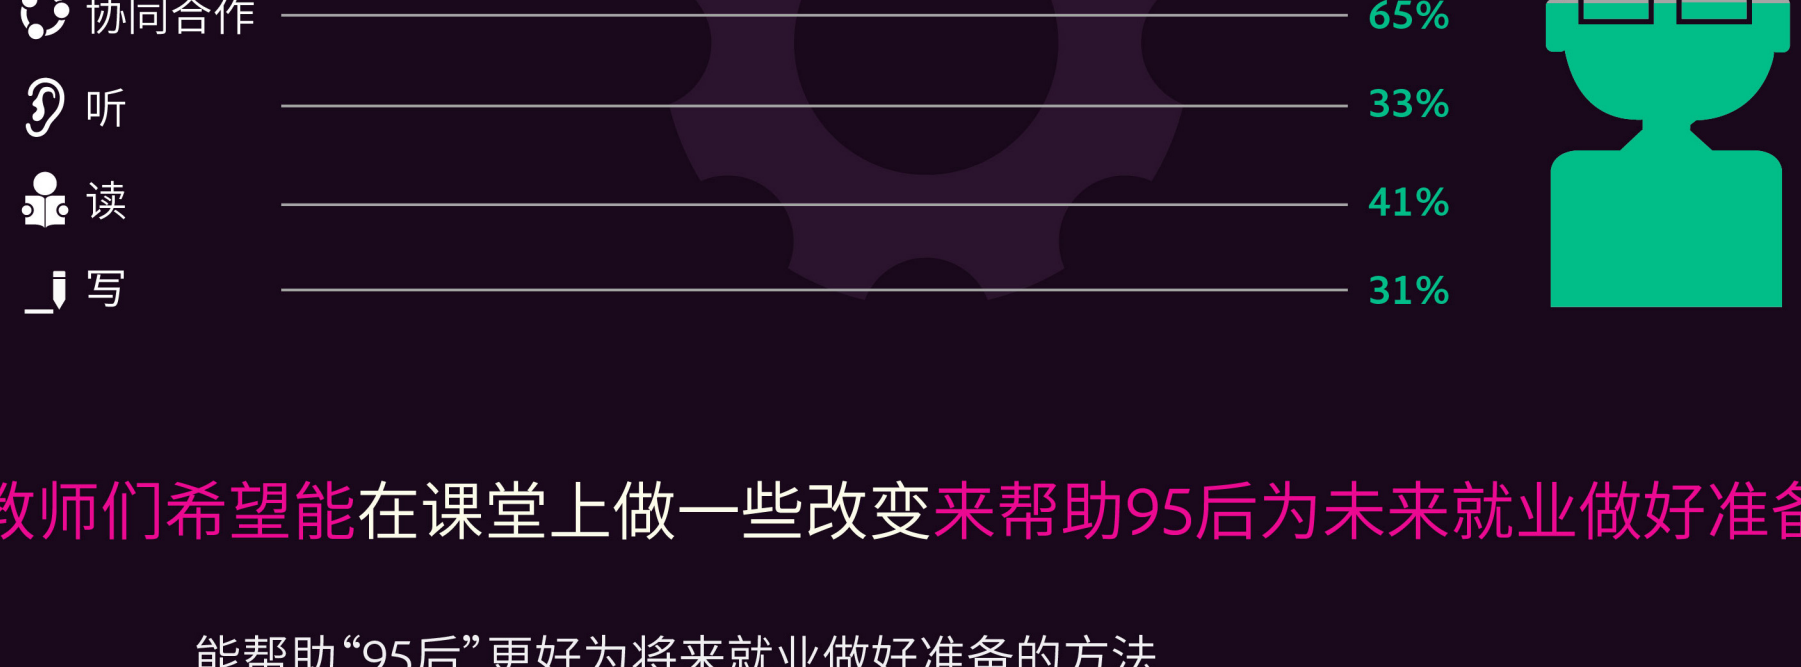 协同合作 65%
听 33%
读 41%
写 31%
教师们希望能在课堂上做一些改变来帮助95后为未来就业做好准备
能帮助“95后”更好为将来就业做好准备的方法